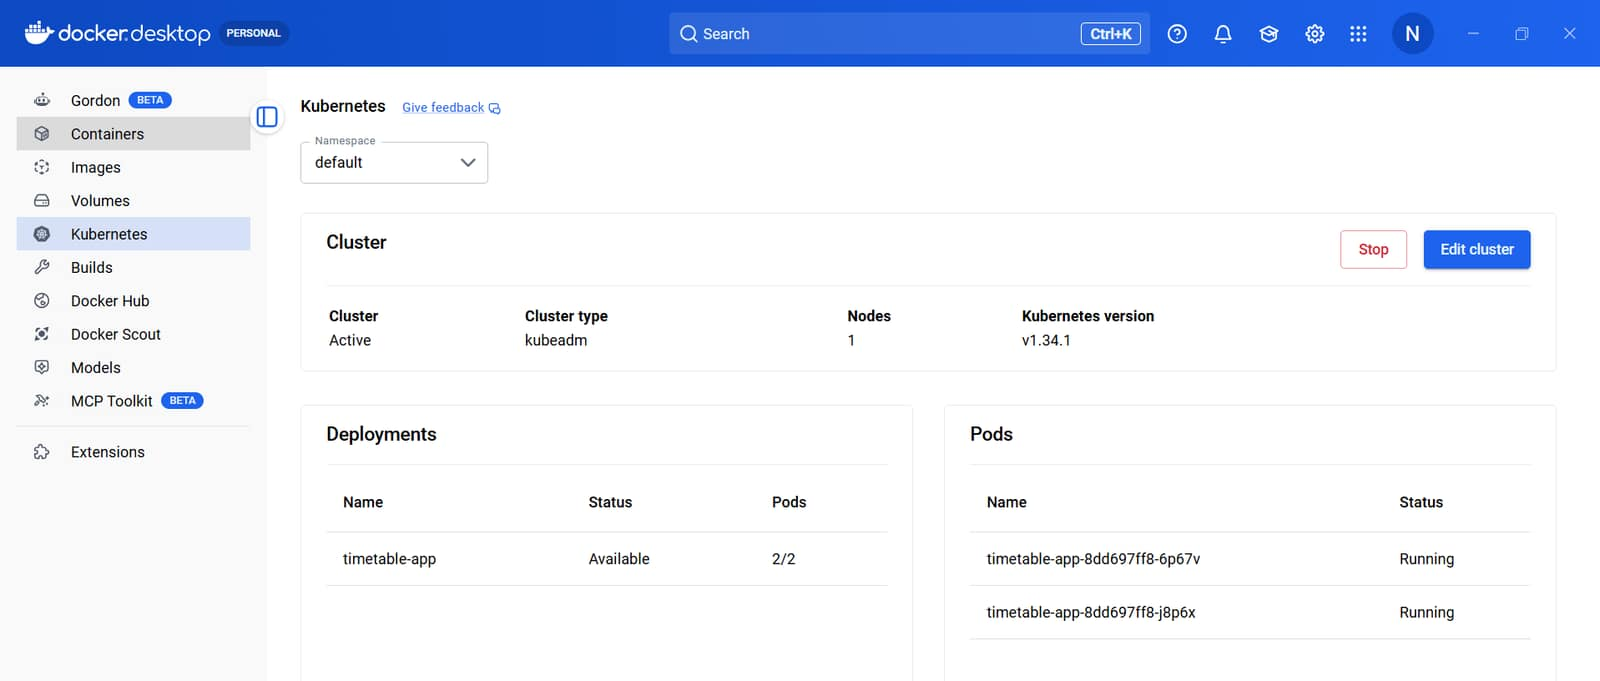 docker.desktop PERSONAL
Search Ctrl+K
N
Gordon BETA
Containers
Images
Volumes
Kubernetes
Builds
Docker Hub
Docker Scout
Models
MCP Toolkit BETA
Extensions
Kubernetes Give feedback
Namespace
default
Cluster
Stop Edit cluster
Cluster Cluster type Nodes Kubernetes version
Active kubeadm 1 v1.34.1
Deployments
Name Status Pods
timetable-app Available 2/2
Pods
Name Status
timetable-app-8dd697ff8-6p67v Running
timetable-app-8dd697ff8-j8p6x Running